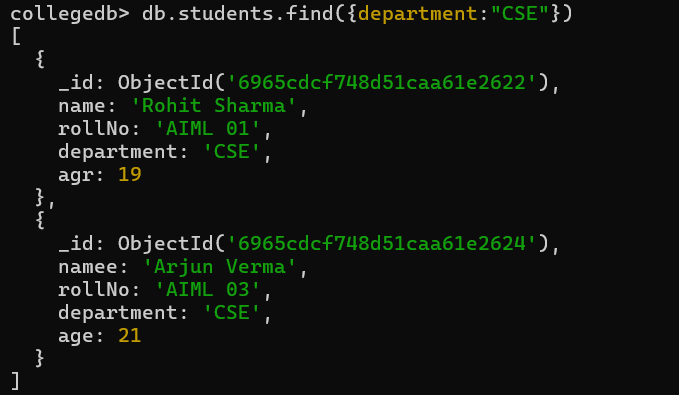 collegedb> db.students.find({department:"CSE"})
[
  {
    _id: ObjectId('6965cdcf748d51caa61e2622'),
    name: 'Rohit Sharma',
    rollNo: 'AIML 01',
    department: 'CSE',
    agr: 19
  },
  {
    _id: ObjectId('6965cdcf748d51caa61e2624'),
    namee: 'Arjun Verma',
    rollNo: 'AIML 03',
    department: 'CSE',
    age: 21
  }
]